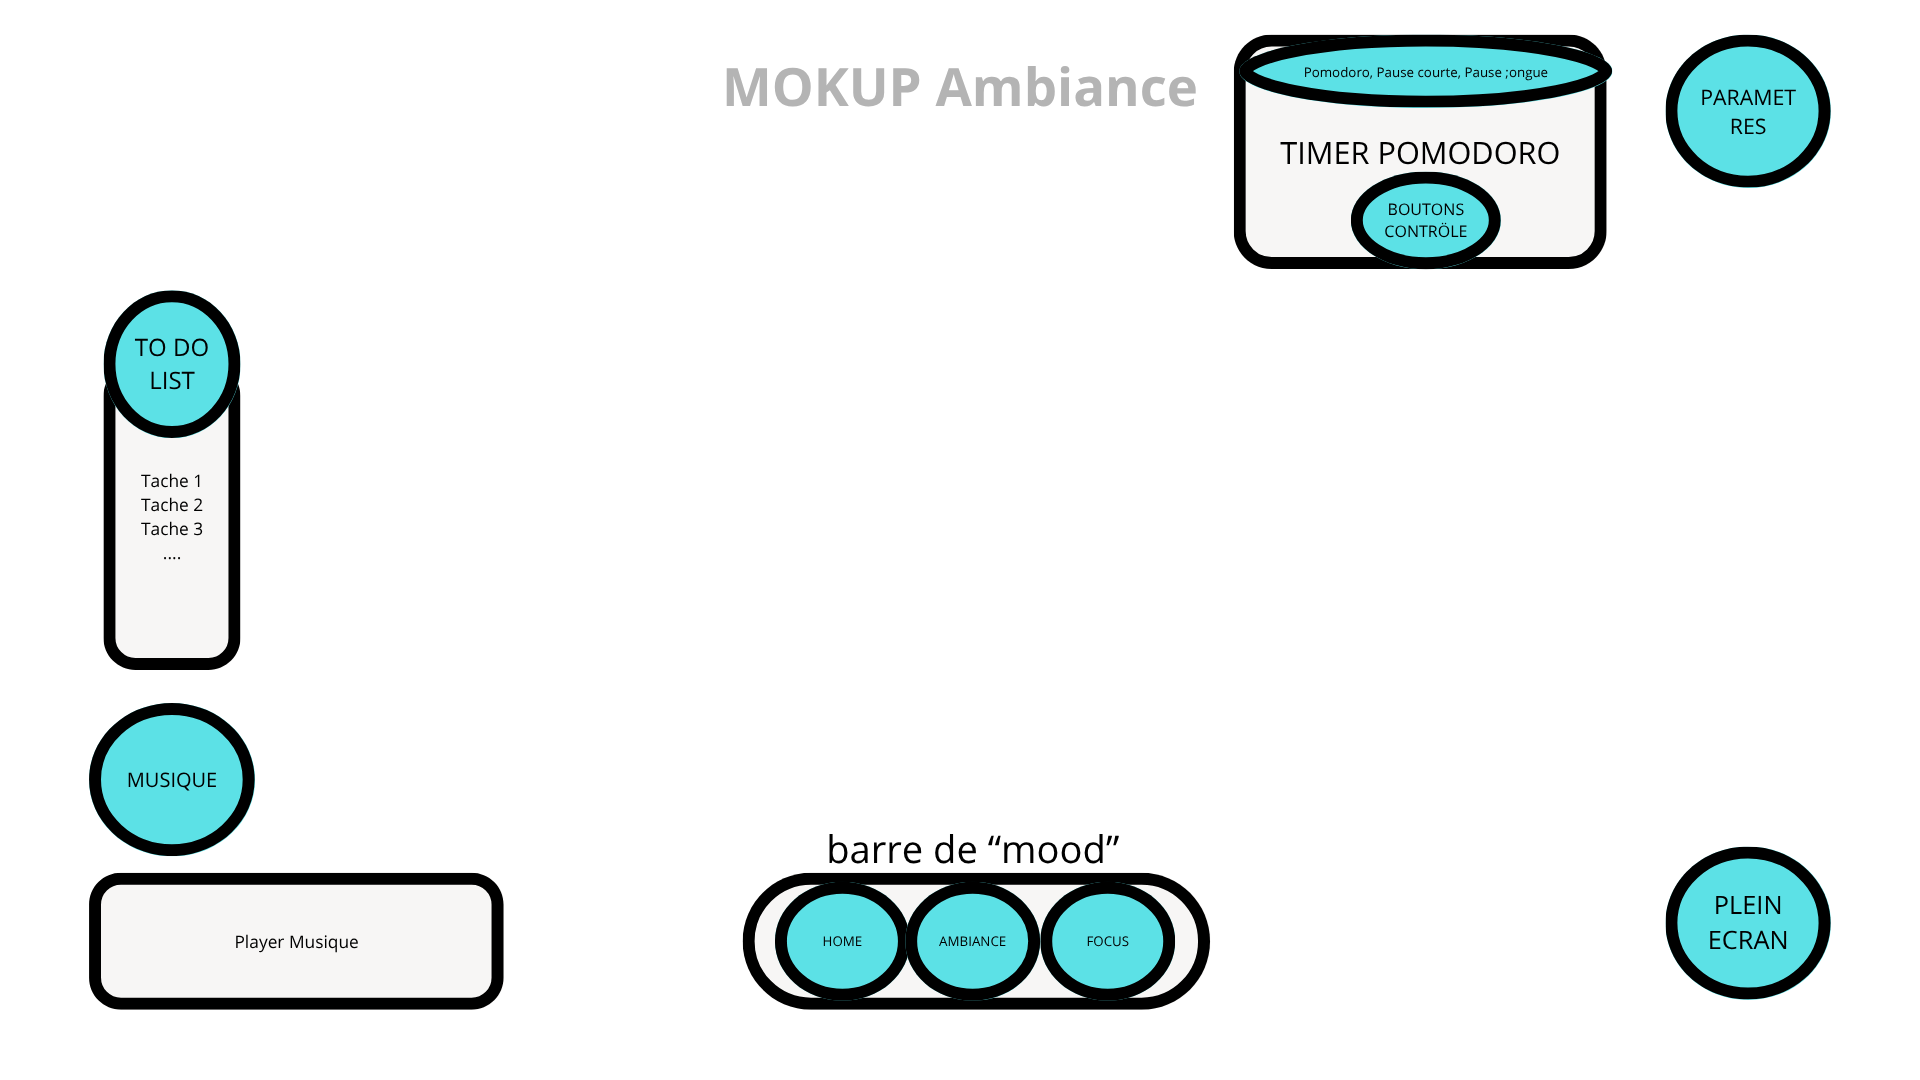 MOKUP Ambiance
Pomodoro, Pause courte, Pause ;ongue
TIMER POMODORO
BOUTONS
CONTRÖLE
PARAMET
RES
TO DO
LIST
Tache 1
Tache 2
Tache 3
....
MUSIQUE
Player Musique
barre de “mood”
HOME
AMBIANCE
FOCUS
PLEIN
ECRAN